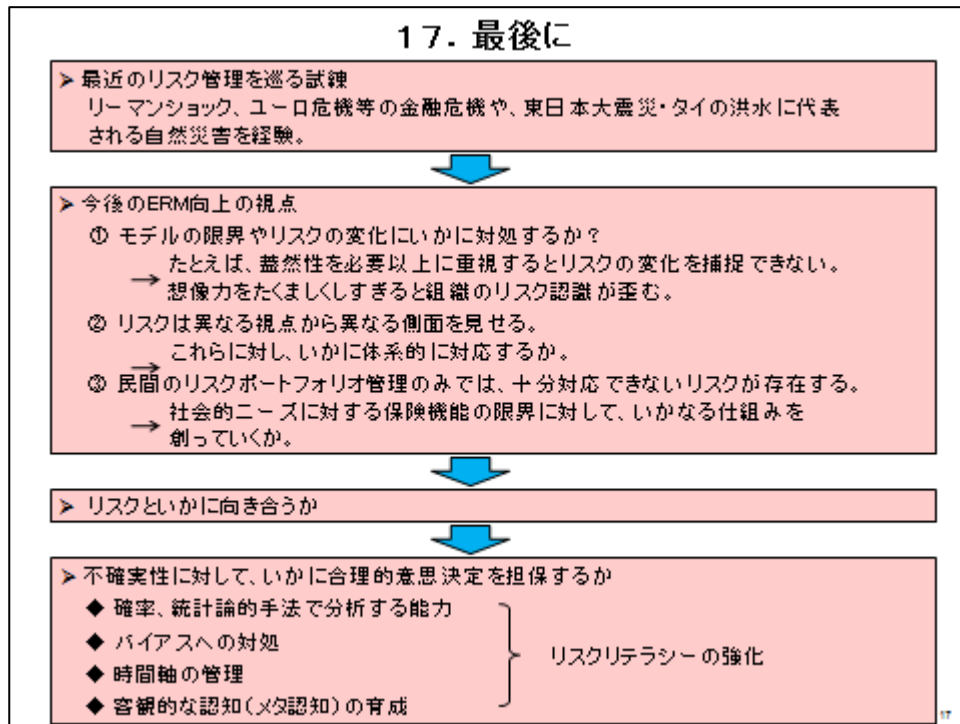 17. 最後に
➢ 最近のリスク管理を巡る試練
リーマンショック、ユーロ危機等の金融危機や、東日本大震災・タイの洪水に代表
される自然災害を経験。
➢ 今後のERM向上の視点
① モデルの限界やリスクの変化にいかに対処するか？
→ たとえば、蓋然性を必要以上に重視するとリスクの変化を捕捉できない。
想像力をたくましくしすぎると組織のリスク認識が歪む。
② リスクは異なる視点から異なる側面を見せる。
→ これらに対し、いかに体系的に対応するか。
③ 民間のリスクポートフォリオ管理のみでは、十分対応できないリスクが存在する。
→ 社会的ニーズに対する保険機能の限界に対して、いかなる仕組みを
創っていくか。
➢ リスクといかに向き合うか
➢ 不確実性に対して、いかに合理的意思決定を担保するか
◆ 確率、統計論的手法で分析する能力
◆ バイアスへの対処
◆ 時間軸の管理
◆ 客観的な認知（メタ認知）の育成
リスクリテラシーの強化
17